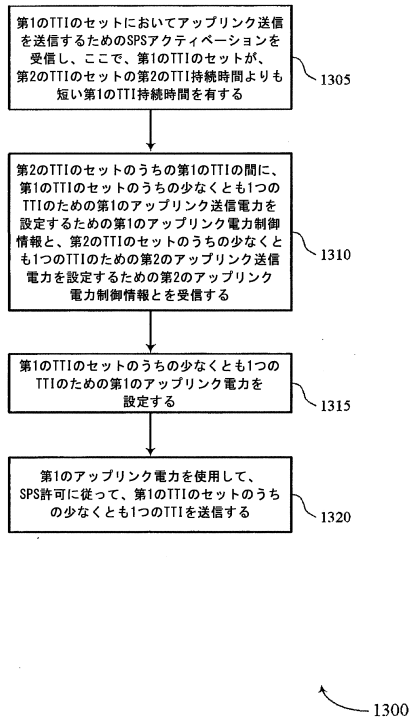 第1のTTIのセットにおいてアップリンク送信
を送信するためのSPSアクティベーションを
受信し、ここで、第1のTTIのセットが、
第2のTTIのセットの第2のTTI持続時間よりも
短い第1のTTI持続時間を有する
1305
第2のTTIのセットのうちの第1のTTIの間に、
第1のTTIのセットのうちの少なくとも1つの
TTIのための第1のアップリンク送信電力を
設定するための第1のアップリンク電力制御
情報と、第2のTTIのセットのうちの少なくと
も1つのTTIのための第2のアップリンク送信
電力を設定するための第2のアップリンク
電力制御情報とを受信する
1310
第1のTTIのセットのうちの少なくとも1つの
TTIのための第1のアップリンク電力を
設定する
1315
第1のアップリンク電力を使用して、
SPS許可に従って、第1のTTIのセットのうち
の少なくとも1つのTTIを送信する
1320
1300